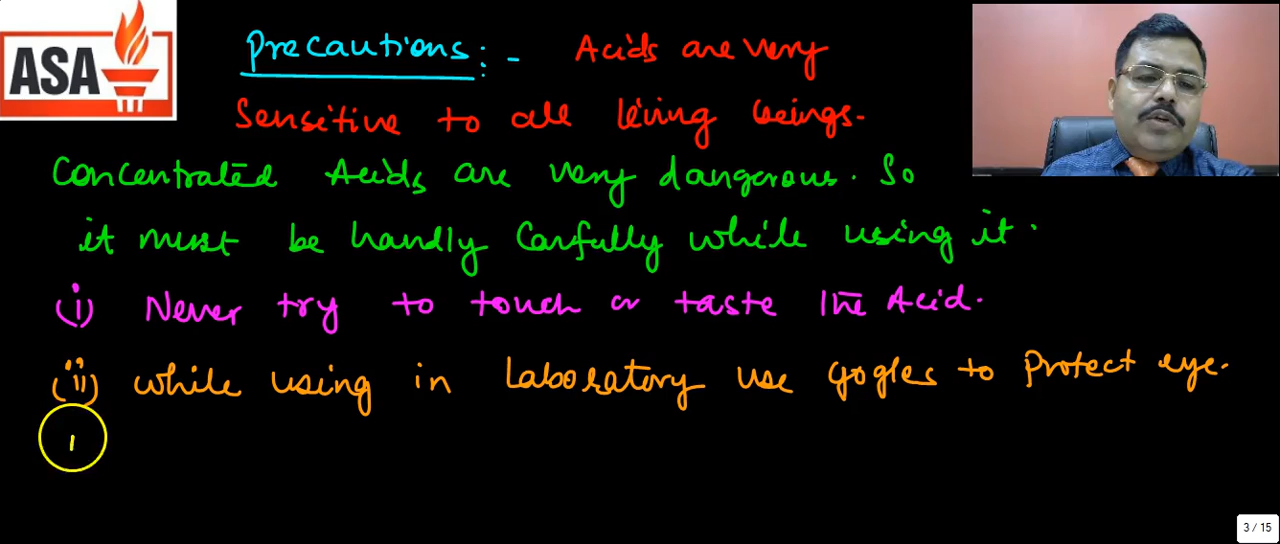 ASA
Precautions:- Acids are very
Sensitive to all living beings.
Concentrated Acids are very dangerous. So
it must be handly Carfully while using it.
(i) Never try to touch or taste the Acid.
(ii) while using in Laboratory use gogles to Protect eye.
3 / 15